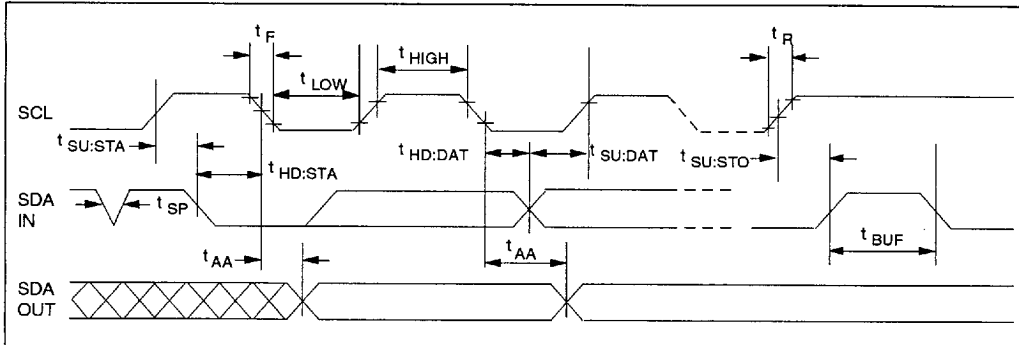 t F
t R
t HIGH
t LOW
SCL
t SU:STA
t HD:DAT
t SU:DAT
t SU:STO
t HD:STA
SDA
IN
t SP
t BUF
t AA
t AA
SDA
OUT